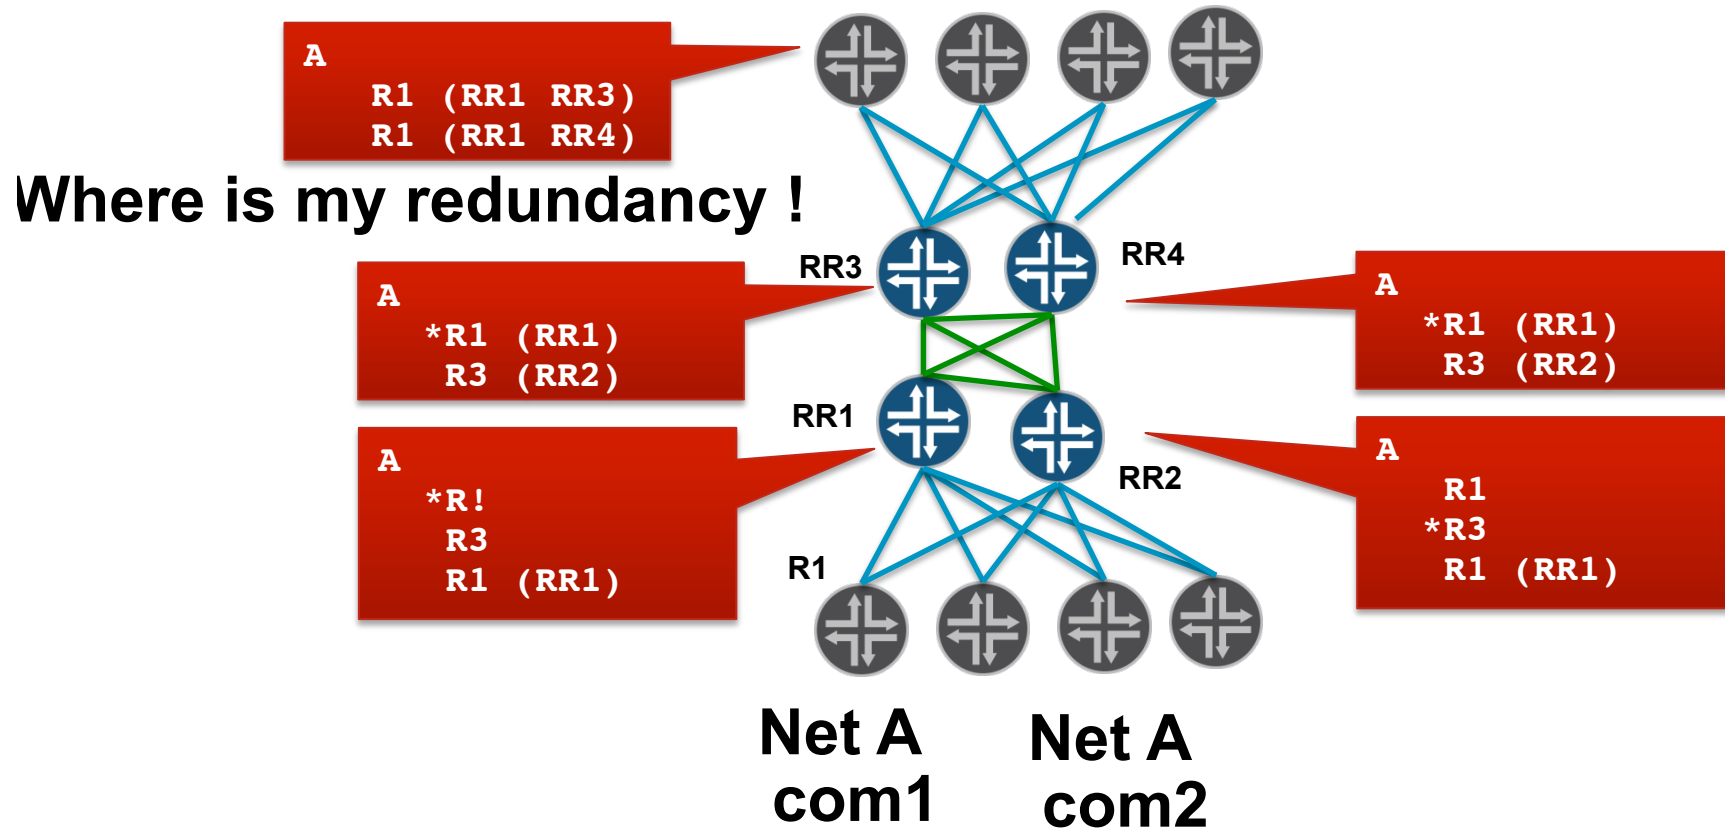 A
R1 (RR1 RR3)
R1 (RR1 RR4)
Where is my redundancy !
RR3
RR4
A
*R1 (RR1)
R3 (RR2)
A
*R1 (RR1)
R3 (RR2)
RR1
RR2
A
*R!
R3
R1 (RR1)
A
R1
*R3
R1 (RR1)
R1
Net A
com1
Net A
com2